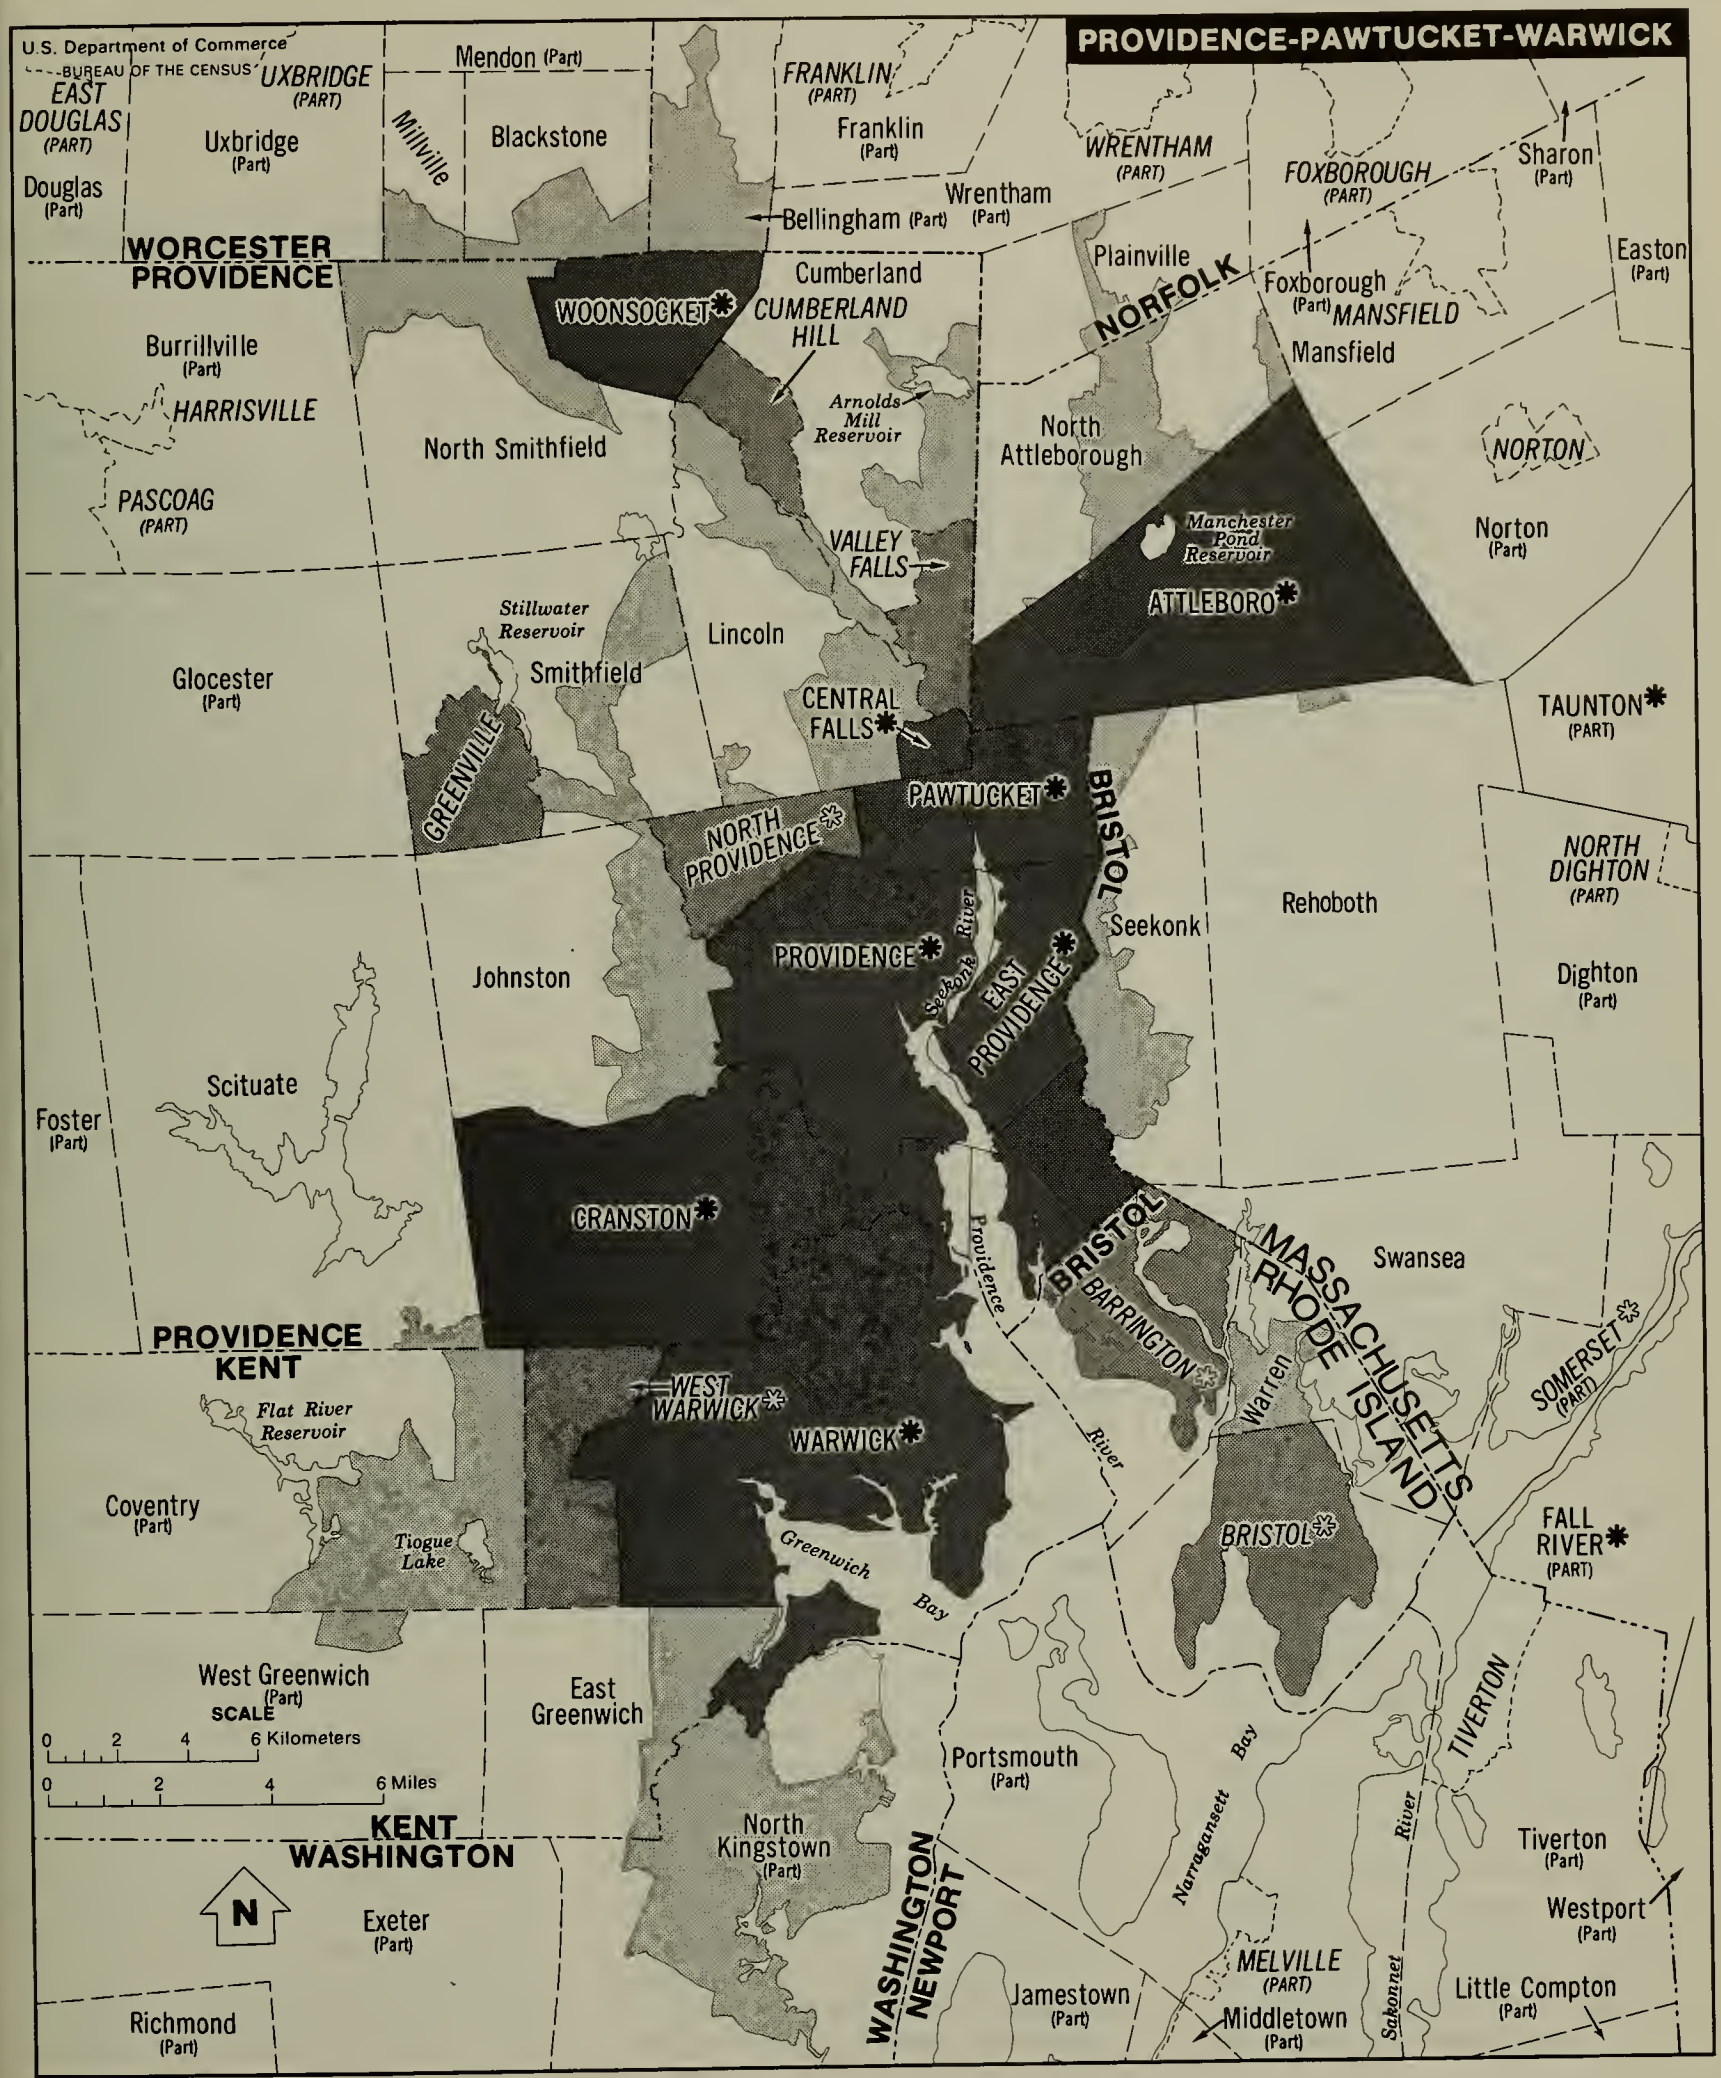 PROVIDENCE-PAWTUCKET-WARWICK
U.S. Department of Commerce
BUREAU OF THE CENSUS
EAST
DOUGLAS
(PART)
Douglas
(Part)
UXBRIDGE
(PART)
Uxbridge
(Part)
Mendon (Part)
Millville
Blackstone
FRANKLIN
(PART)
Franklin
(Part)
Bellingham (Part)
Wrentham
(Part)
WRENTHAM
(PART)
FOXBOROUGH
(PART)
Sharon
(Part)
Easton
(Part)
Plainville
NORFOLK
Foxborough
(Part)
MANSFIELD
Mansfield
WORCESTER
PROVIDENCE
WOONSOCKET*
Cumberland
CUMBERLAND
HILL
Burrillville
(Part)
HARRISVILLE
PASCOAG
(PART)
North Smithfield
Arnolds
Mill
Reservoir
North
Attleborough
NORTON
Norton
(Part)
Manchester
Pond
Reservoir
ATTLEBORO*
VALLEY
FALLS
Stillwater
Reservoir
Smithfield
Lincoln
Glocester
(Part)
GREENVILLE
CENTRAL
FALLS*
TAUNTON*
(PART)
PAWTUCKET*
BRISTOL
NORTH
PROVIDENCE*
NORTH
DIGHTON
(PART)
Seekonk
Rehoboth
Dighton
(Part)
PROVIDENCE*
Seekonk River
EAST
PROVIDENCE*
Johnston
Scituate
Foster
(Part)
CRANSTON*
Providence
River
BRISTOL
BARRINGTON*
MASSACHUSETTS
RHODE ISLAND
Swansea
SOMERSET*
(PART)
Warren
PROVIDENCE
KENT
WEST
WARWICK*
WARWICK*
Flat River
Reservoir
Coventry
(Part)
Tiogue
Lake
Greenwich
Bay
BRISTOL*
FALL
RIVER*
(PART)
West Greenwich
(Part)
East
Greenwich
SCALE
0 2 4 6 Kilometers
0 2 4 6 Miles
KENT
WASHINGTON
North
Kingstown
(Part)
Portsmouth
(Part)
Narragansett Bay
TIVERTON
Tiverton
(Part)
Westport
(Part)
N
Exeter
(Part)
WASHINGTON
NEWPORT
Richmond
(Part)
Jamestown
(Part)
MELVILLE
(PART)
Middletown
(Part)
Sakonnet River
Little Compton
(Part)